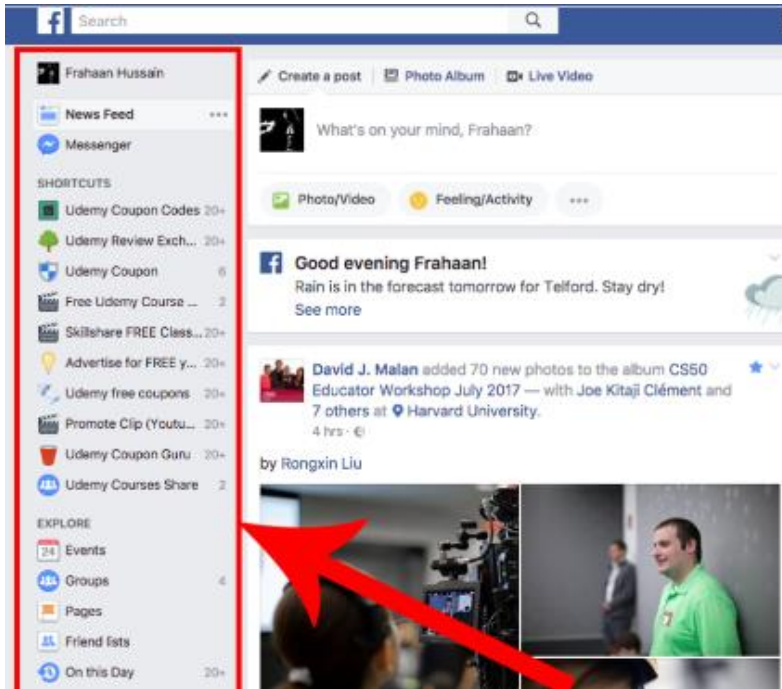 f Search
Frahaan Hussain
News Feed
Messenger
SHORTCUTS
Udemy Coupon Codes 20+
Udemy Review Exch... 20+
Udemy Coupon 6
Free Udemy Course ... 2
Skillshare FREE Class... 20+
Advertise for FREE y... 20+
Udemy free coupons 20+
Promote Clip (Youtu... 20+
Udemy Coupon Guru 20+
Udemy Courses Share 2
EXPLORE
24 Events
Groups 4
Pages
Friend lists
On this Day 20+
Create a post Photo Album Live Video
What's on your mind, Frahaan?
Photo/Video Feeling/Activity
Good evening Frahaan!
Rain is in the forecast tomorrow for Telford. Stay dry!
See more
David J. Malan added 70 new photos to the album CS50
Educator Workshop July 2017 — with Joe Kitaji Clément and
7 others at Harvard University.
4 hrs ·
by Rongxin Liu